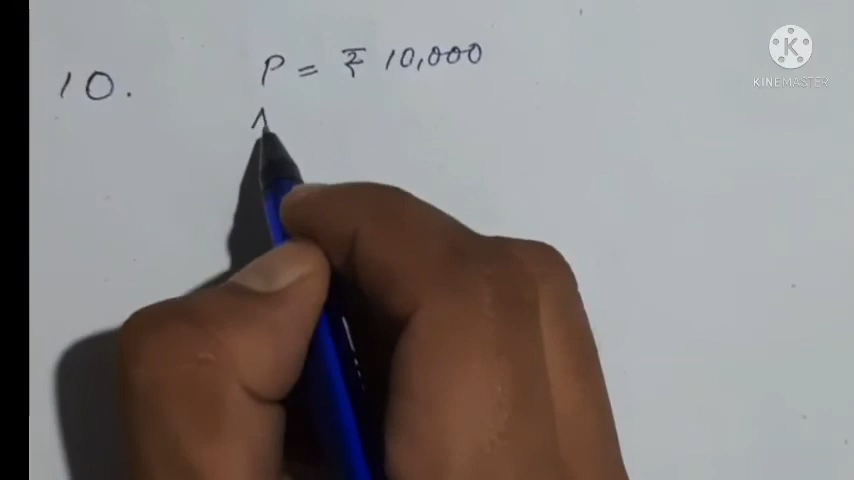 10. P = ₹ 10,000
KINEMASTER